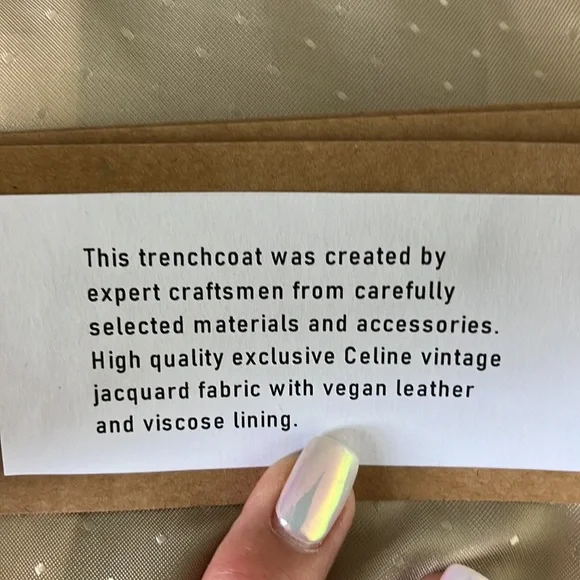 This trenchcoat was created by
expert craftsmen from carefully
selected materials and accessories.
High quality exclusive Celine vintage
jacquard fabric with vegan leather
and viscose lining.